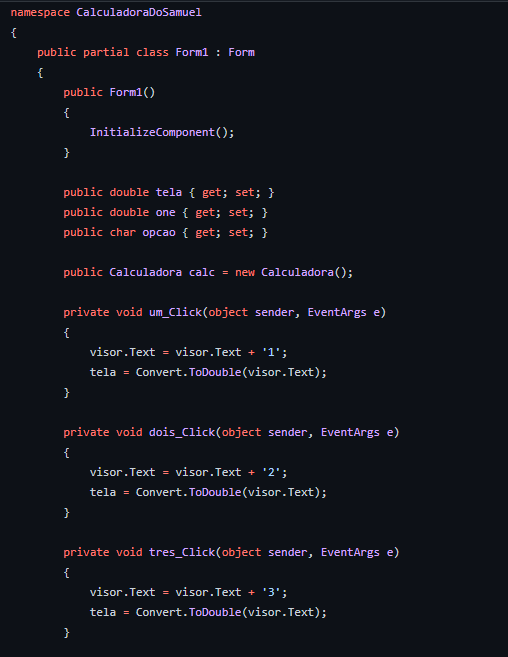 namespace CalculadoraDoSamuel
{
    public partial class Form1 : Form
    {
        public Form1()
        {
            InitializeComponent();
        }

        public double tela { get; set; }
        public double one { get; set; }
        public char opcao { get; set; }

        public Calculadora calc = new Calculadora();

        private void um_Click(object sender, EventArgs e)
        {
            visor.Text = visor.Text + '1';
            tela = Convert.ToDouble(visor.Text);
        }

        private void dois_Click(object sender, EventArgs e)
        {
            visor.Text = visor.Text + '2';
            tela = Convert.ToDouble(visor.Text);
        }

        private void tres_Click(object sender, EventArgs e)
        {
            visor.Text = visor.Text + '3';
            tela = Convert.ToDouble(visor.Text);
        }